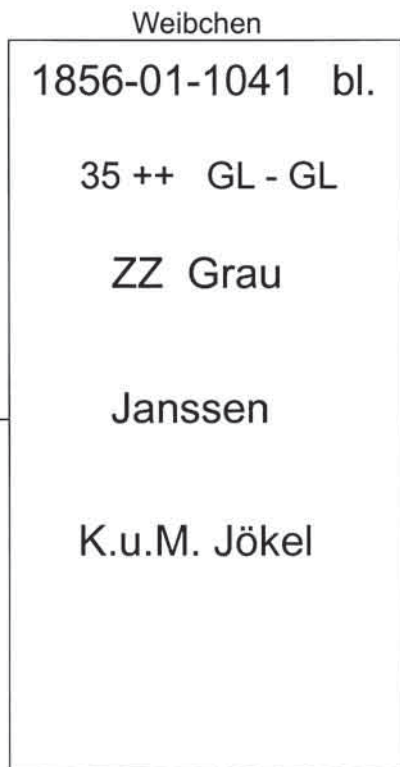 Weibchen
1856-01-1041 bl.
35 ++ GL - GL
ZZ Grau
Janssen
K.u.M. Jökel